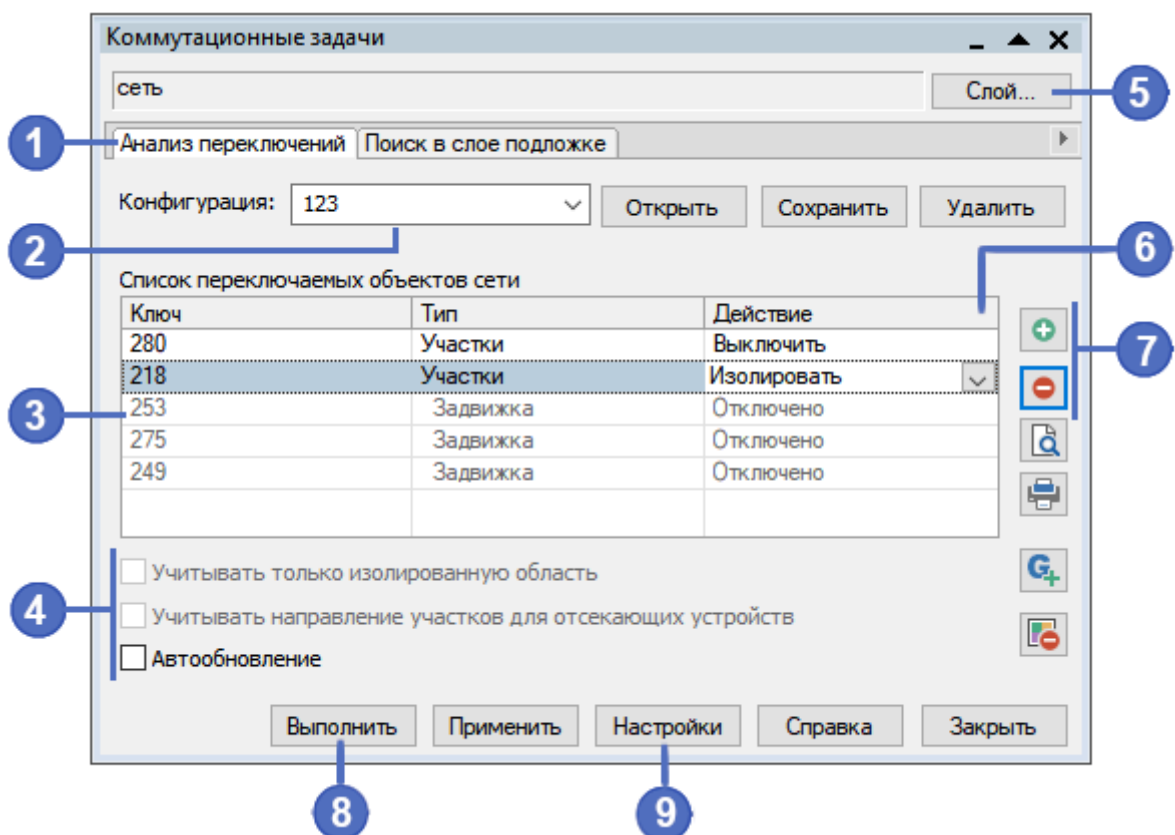 Коммутационные задачи
сеть
Слой...
5
1
Анализ переключений Поиск в слое подложке
Конфигурация: 123 Открыть Сохранить Удалить
2
6
Список переключаемых объектов сети
Ключ Тип Действие
7
280 Участки Выключить
218 Участки Изолировать
3
253 Задвижка Отключено
275 Задвижка Отключено
249 Задвижка Отключено
4
Учитывать только изолированную область
Учитывать направление участков для отсекающих устройств
Автообновление
Выполнить Применить Настройки Справка Закрыть
8 9